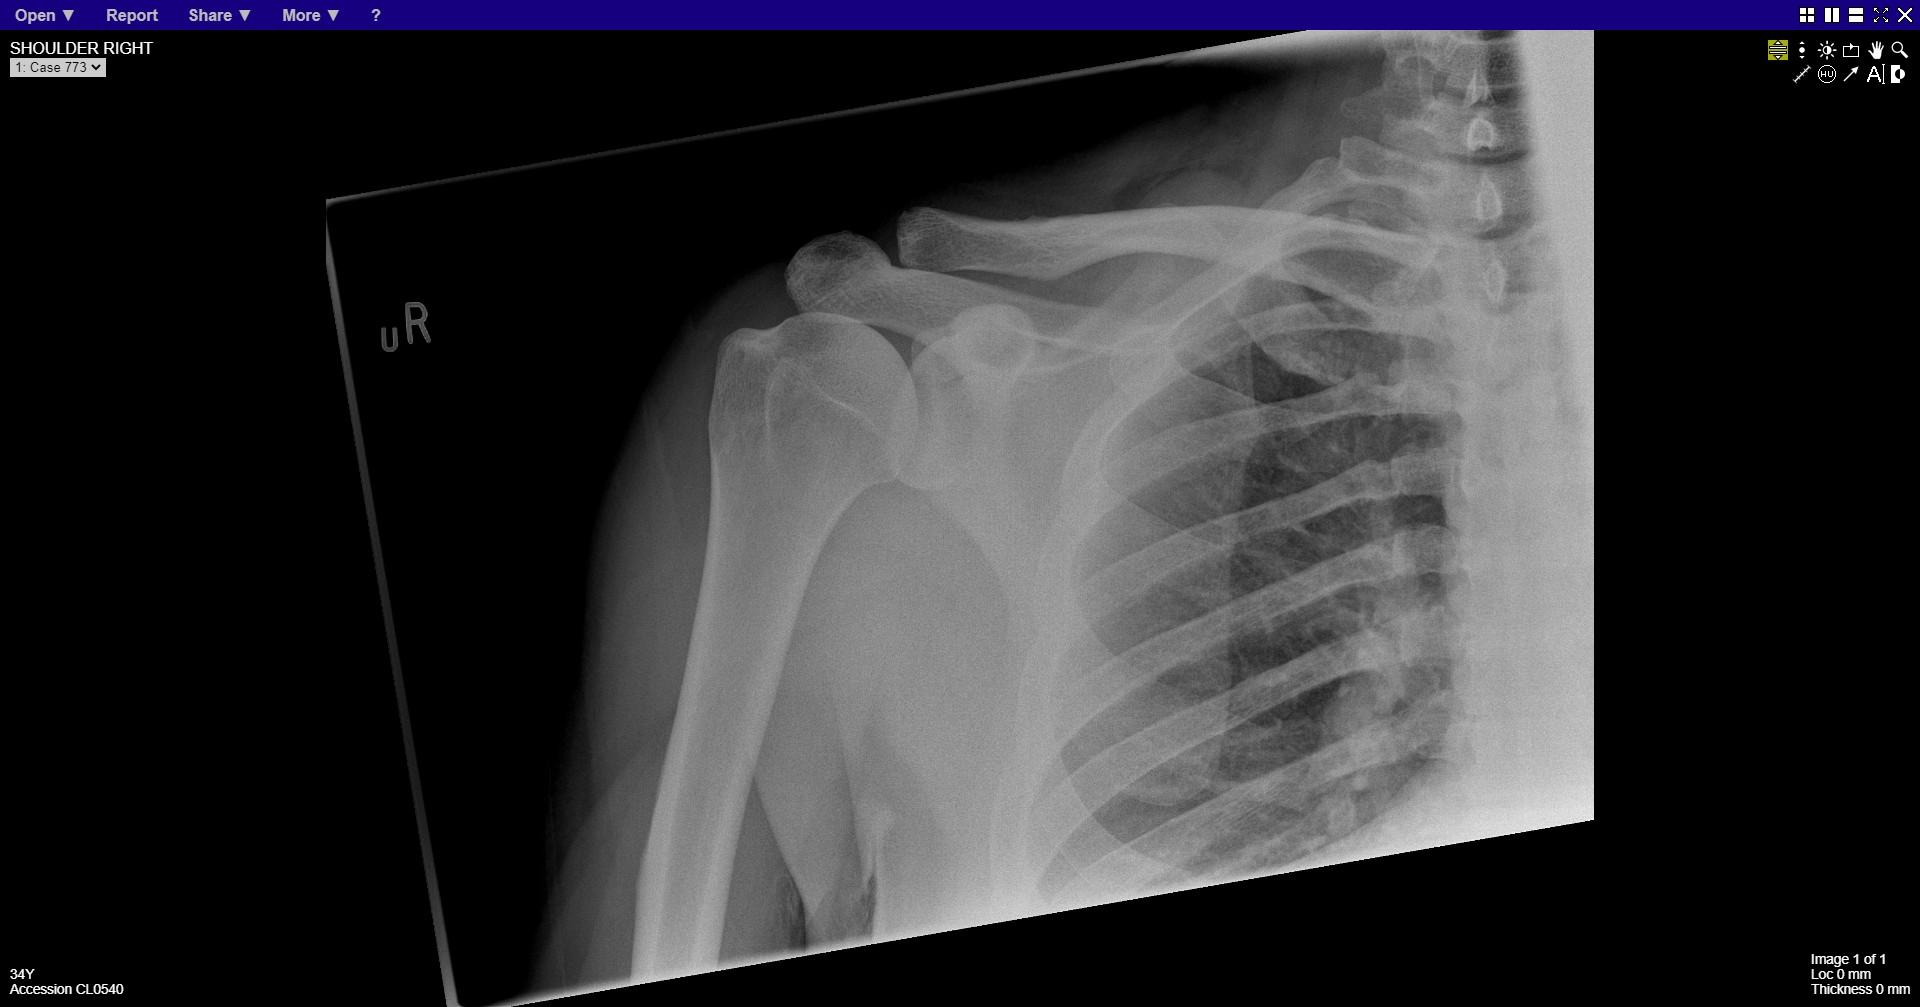 Open ▼ Report Share ▼ More ▼ ?
SHOULDER RIGHT
1: Case 773
HU
A
uR
34Y
Accession CL0540
Image 1 of 1
Loc 0 mm
Thickness 0 mm